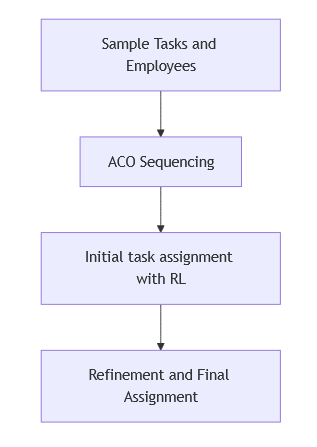 Sample Tasks and
Employees
ACO Sequencing
Initial task assignment
with RL
Refinement and Final
Assignment